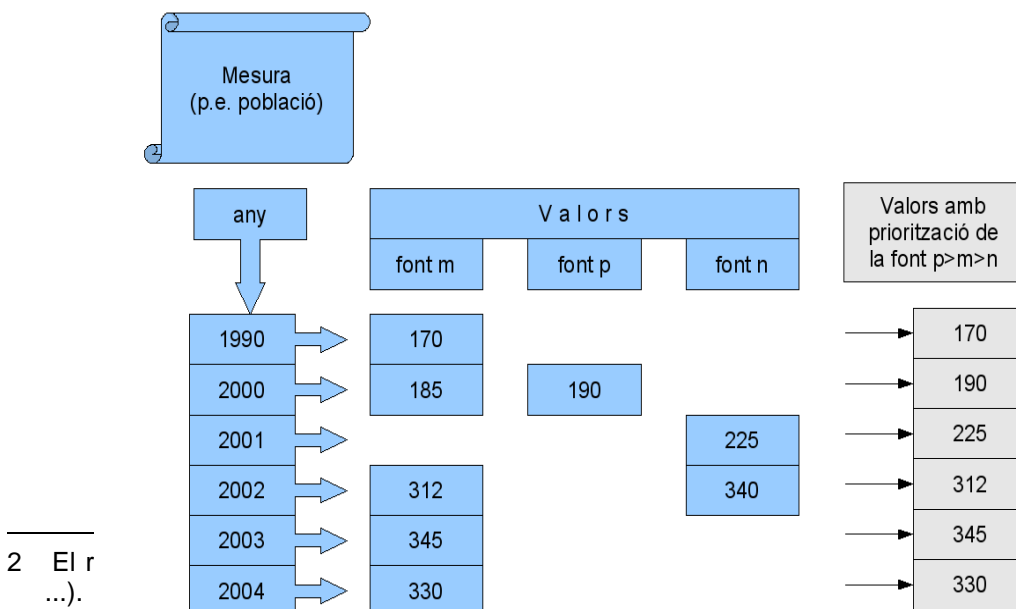 Mesura
(p.e. població)
any
V a l o r s
Valors amb
priorització de
la font p>m>n
font m font p font n
1990 170 170
2000 185 190 190
2001 225 225
2002 312 340 312
2003 345 345
2004 330 330
2 El r
...).